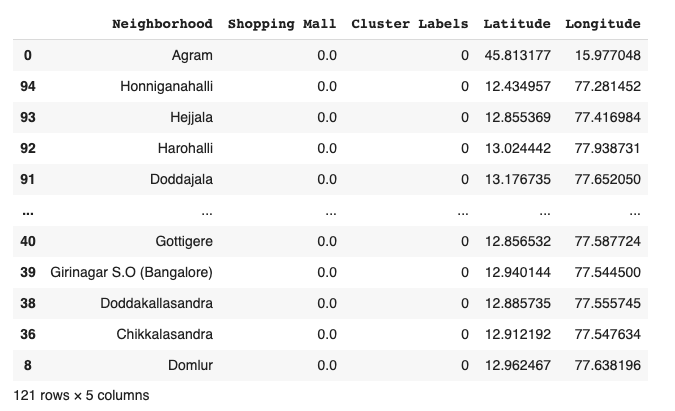 Neighborhood Shopping Mall Cluster Labels Latitude Longitude
0 Agram 0.0 0 45.813177 15.977048
94 Honniganahalli 0.0 0 12.434957 77.281452
93 Hejjala 0.0 0 12.855369 77.416984
92 Harohalli 0.0 0 13.024442 77.938731
91 Doddajala 0.0 0 13.176735 77.652050
... ... ... ... ... ...
40 Gottigere 0.0 0 12.856532 77.587724
39 Girinagar S.O (Bangalore) 0.0 0 12.940144 77.544500
38 Doddakallasandra 0.0 0 12.885735 77.555745
36 Chikkalasandra 0.0 0 12.912192 77.547634
8 Domlur 0.0 0 12.962467 77.638196
121 rows × 5 columns